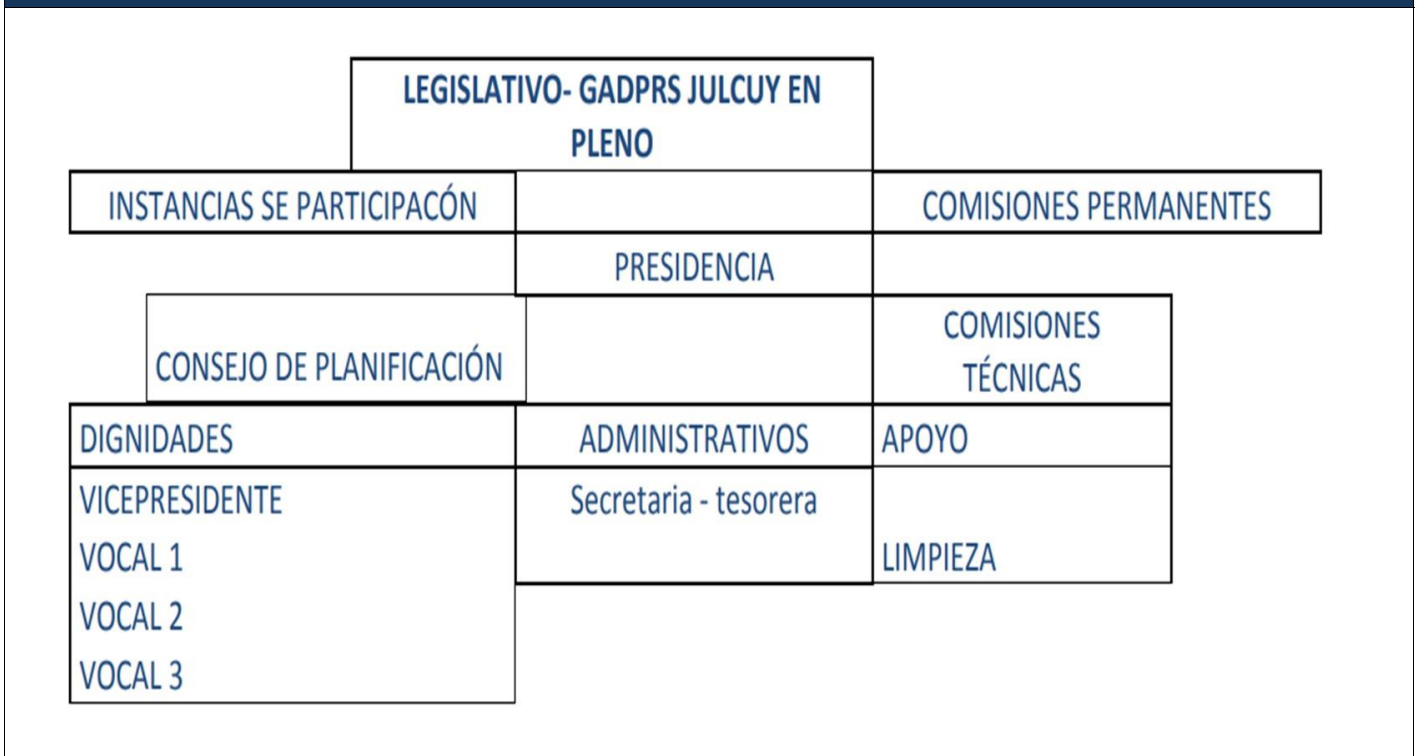 LEGISLATIVO- GADPRS JULCUY EN
PLENO
INSTANCIAS SE PARTICIPACÓN
COMISIONES PERMANENTES
PRESIDENCIA
CONSEJO DE PLANIFICACIÓN
COMISIONES
TÉCNICAS
DIGNIDADES
ADMINISTRATIVOS
APOYO
VICEPRESIDENTE
Secretaria - tesorera
VOCAL 1
LIMPIEZA
VOCAL 2
VOCAL 3